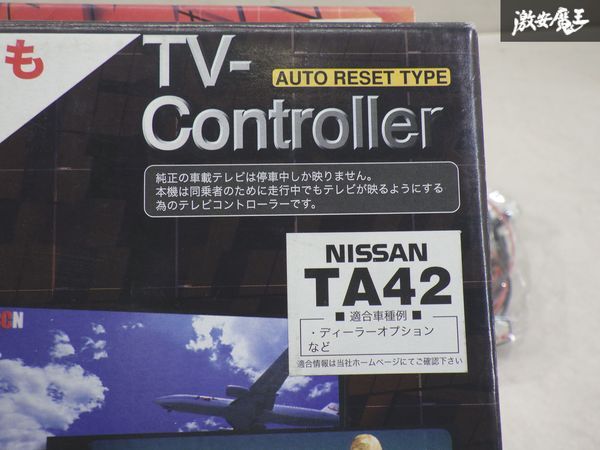 激安魔王
も
TV-
AUTO RESET TYPE
Controller
純正の車載テレビは停車中しか映りません。
本機は同乗者のために走行中でもテレビが映るようにする
為のテレビコントローラーです。
NISSAN
TA42
■ 適合車種例 ■
・ディーラーオプション
など
適合情報は当社ホームページにてご確認下さい
CN